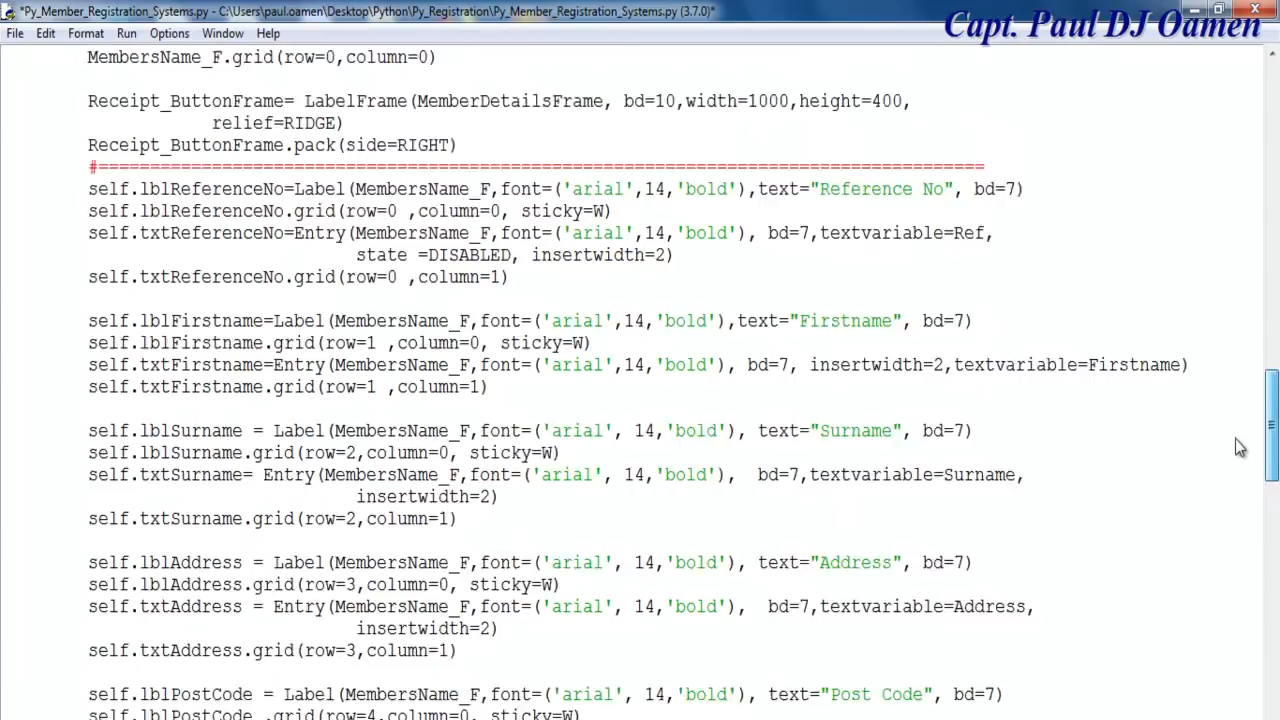 *Py_Member_Registration_Systems.py - C:\Users\paul.oamen\Desktop\Python\Py_Registration\Py_Member_Registration_Systems.py (3.7.0)*
Capt. Paul DJ Oamen
File Edit Format Run Options Window Help
MembersName_F.grid(row=0,column=0)
Receipt_ButtonFrame= LabelFrame(MemberDetailsFrame, bd=10,width=1000,height=400,
relief=RIDGE)
Receipt_ButtonFrame.pack(side=RIGHT)
#======================================================================================
self.lblReferenceNo=Label(MembersName_F,font=('arial',14,'bold'),text="Reference No", bd=7)
self.lblReferenceNo.grid(row=0 ,column=0, sticky=W)
self.txtReferenceNo=Entry(MembersName_F,font=('arial',14,'bold'), bd=7,textvariable=Ref,
state =DISABLED, insertwidth=2)
self.txtReferenceNo.grid(row=0 ,column=1)
self.lblFirstname=Label(MembersName_F,font=('arial',14,'bold'),text="Firstname", bd=7)
self.lblFirstname.grid(row=1 ,column=0, sticky=W)
self.txtFirstname=Entry(MembersName_F,font=('arial',14,'bold'), bd=7, insertwidth=2,textvariable=Firstname)
self.txtFirstname.grid(row=1 ,column=1)
self.lblSurname = Label(MembersName_F,font=('arial', 14,'bold'), text="Surname", bd=7)
self.lblSurname.grid(row=2,column=0, sticky=W)
self.txtSurname= Entry(MembersName_F,font=('arial', 14,'bold'),  bd=7,textvariable=Surname,
insertwidth=2)
self.txtSurname.grid(row=2,column=1)
self.lblAddress = Label(MembersName_F,font=('arial', 14,'bold'), text="Address", bd=7)
self.lblAddress.grid(row=3,column=0, sticky=W)
self.txtAddress = Entry(MembersName_F,font=('arial', 14,'bold'),  bd=7,textvariable=Address,
insertwidth=2)
self.txtAddress.grid(row=3,column=1)
self.lblPostCode = Label(MembersName_F,font=('arial', 14,'bold'), text="Post Code", bd=7)
self.lblPostCode .grid(row=4,column=0, sticky=W)